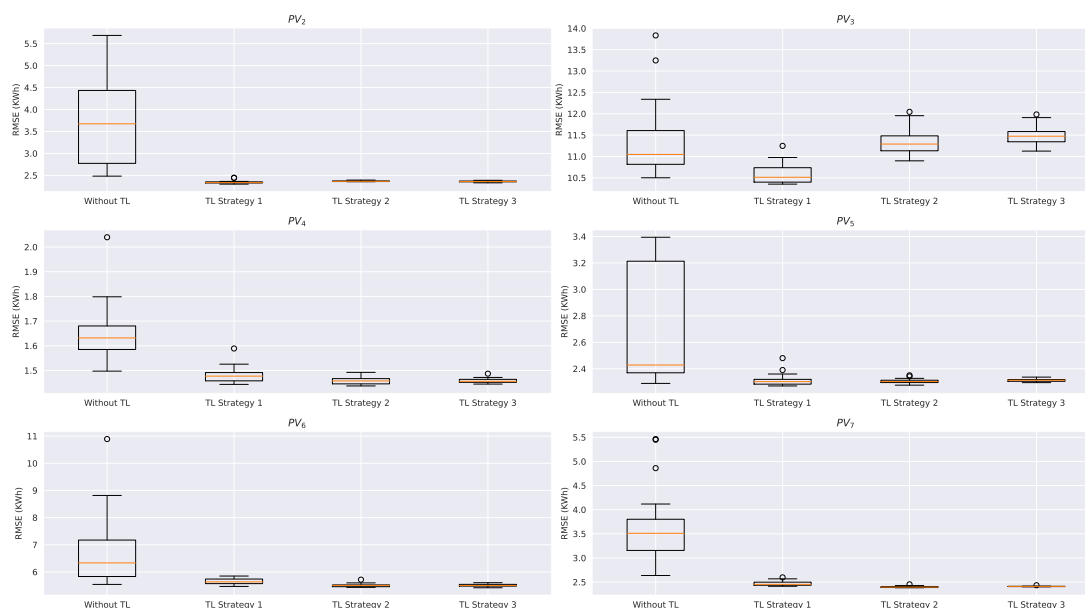 PV2
RMSE (KWh)
5.5
5.0
4.5
4.0
3.5
3.0
2.5
Without TL TL Strategy 1 TL Strategy 2 TL Strategy 3
PV3
RMSE (KWh)
14.0
13.5
13.0
12.5
12.0
11.5
11.0
10.5
Without TL TL Strategy 1 TL Strategy 2 TL Strategy 3
PV4
RMSE (KWh)
2.0
1.9
1.8
1.7
1.6
1.5
Without TL TL Strategy 1 TL Strategy 2 TL Strategy 3
PV5
RMSE (KWh)
3.4
3.2
3.0
2.8
2.6
2.4
Without TL TL Strategy 1 TL Strategy 2 TL Strategy 3
PV6
RMSE (KWh)
11
10
9
8
7
6
Without TL TL Strategy 1 TL Strategy 2 TL Strategy 3
PV7
RMSE (KWh)
5.5
5.0
4.5
4.0
3.5
3.0
2.5
Without TL TL Strategy 1 TL Strategy 2 TL Strategy 3